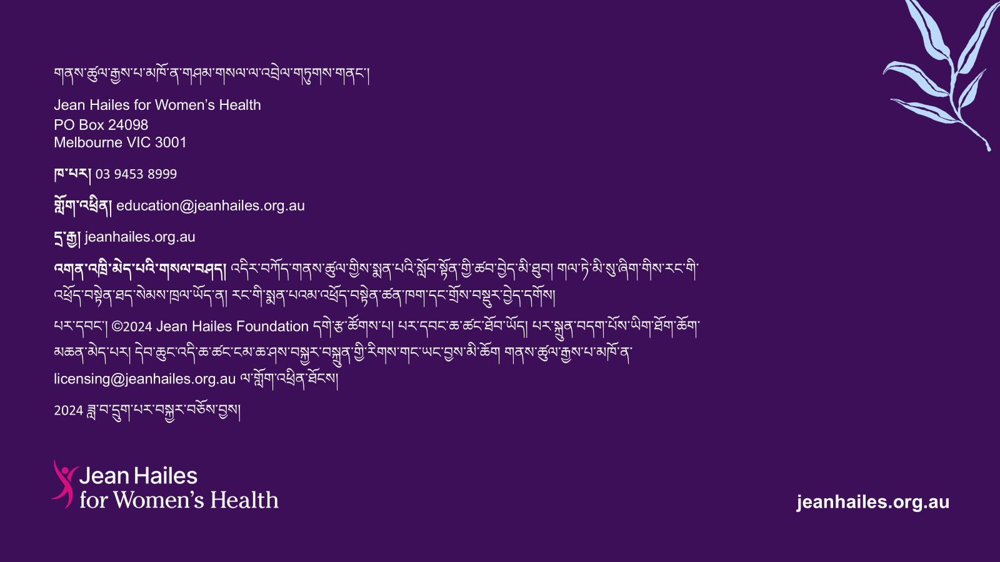 གནས་ཚུལ་རྒྱས་པ་མཁོ་ན་གཤམ་གསལ་ལ་འབྲེལ་གཏུགས་གནང་།
Jean Hailes for Women’s Health
PO Box 24098
Melbourne VIC 3001
ཁ་པར། 03 9453 8999
གློག་འཕྲིན། education@jeanhailes.org.au
དྲ་རྒྱ། jeanhailes.org.au
འགན་འཁྲི་མེད་པའི་གསལ་བཤད། འདིར་བཀོད་གནས་ཚུལ་གྱིས་སྨན་པའི་སློབ་སྟོན་གྱི་ཚབ་བྱེད་མི་ཐུབ། གལ་ཏེ་མི་སུ་ཞིག་གིས་རང་གི་
འཕྲོད་བསྟེན་ཐད་སེམས་ཁྲལ་ཡོད་ན། རང་གི་སྨན་པའམ་འཕྲོད་བསྟེན་ཚན་ཁག་དང་གྲོས་བསྡུར་བྱེད་དགོས།
པར་དབང་། ©2024 Jean Hailes Foundation དགེ་རྩ་ཚོགས་པ། པར་དབང་ཆ་ཚང་ཐོབ་ཡོད། པར་སྐྲུན་བདག་པོས་ཡིག་ཐོག་ཆོག་
མཆན་མེད་པར། དེབ་ཆུང་འདི་ཆ་ཚང་ངམ་ཆ་ཤས་བསྐྱར་བསྐྲུན་གྱི་རིགས་གང་ཡང་བྱས་མི་ཆོག གནས་ཚུལ་རྒྱས་པ་མཁོ་ན་
licensing@jeanhailes.org.au ལ་གློག་འཕྲིན་ཐོངས།
2024 ཟླ་བ་དྲུག་པར་བསྐྱར་བཅོས་བྱས།
Jean Hailes
for Women’s Health
jeanhailes.org.au